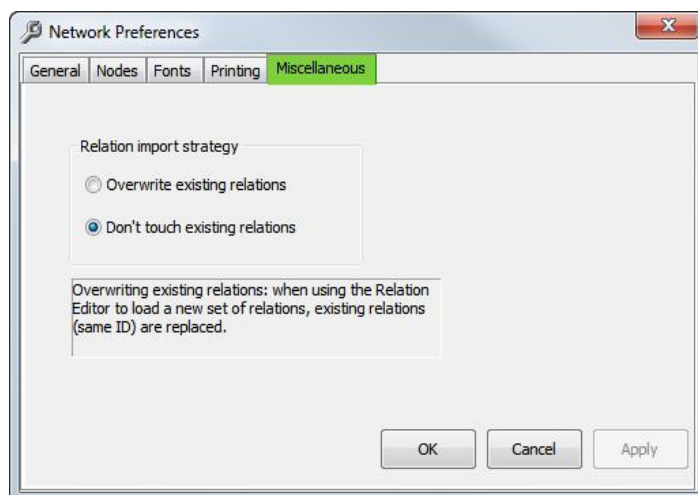 Network Preferences
General Nodes Fonts Printing Miscellaneous
Relation import strategy
Overwrite existing relations
Don't touch existing relations
Overwriting existing relations: when using the Relation
Editor to load a new set of relations, existing relations
(same ID) are replaced.
OK Cancel Apply